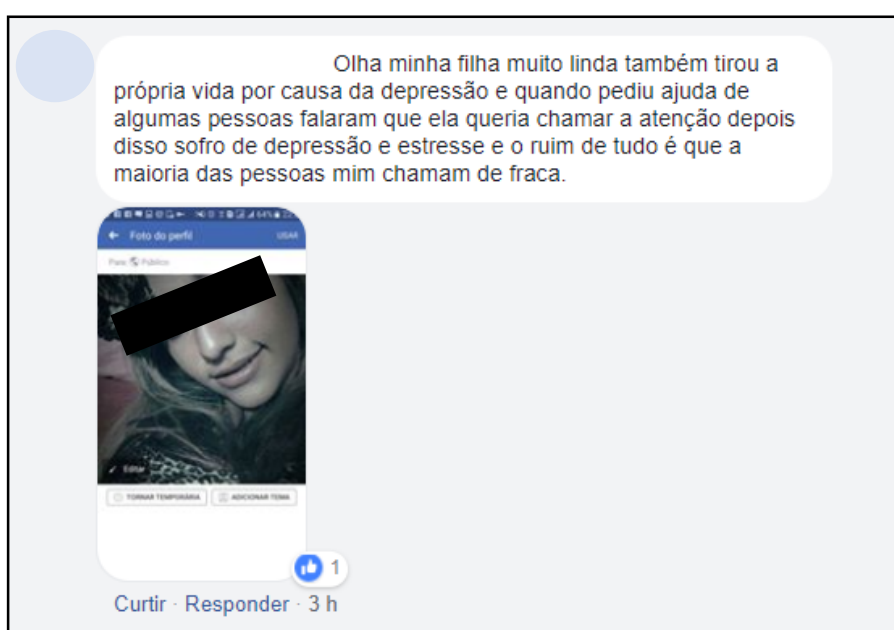 Olha minha filha muito linda também tirou a
própria vida por causa da depressão e quando pediu ajuda de
algumas pessoas falaram que ela queria chamar a atenção depois
disso sofro de depressão e estresse e o ruim de tudo é que a
maioria das pessoas mim chamam de fraca.
64%
Foto do perfil USAR
Para: Público
Editar
TORNAR TEMPORÁRIA ADICIONAR TEMA
1
Curtir · Responder · 3 h